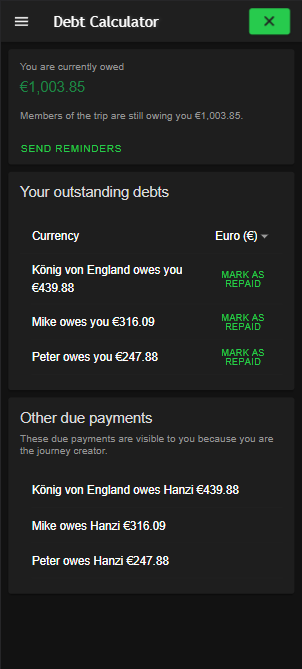 Debt Calculator
You are currently owed
€1,003.85
Members of the trip are still owing you €1,003.85.
SEND REMINDERS
Your outstanding debts
Currency Euro (€)
König von England owes you
€439.88
MARK AS
REPAID
Mike owes you €316.09
MARK AS
REPAID
Peter owes you €247.88
MARK AS
REPAID
Other due payments
These due payments are visible to you because you are
the journey creator.
König von England owes Hanzi €439.88
Mike owes Hanzi €316.09
Peter owes Hanzi €247.88